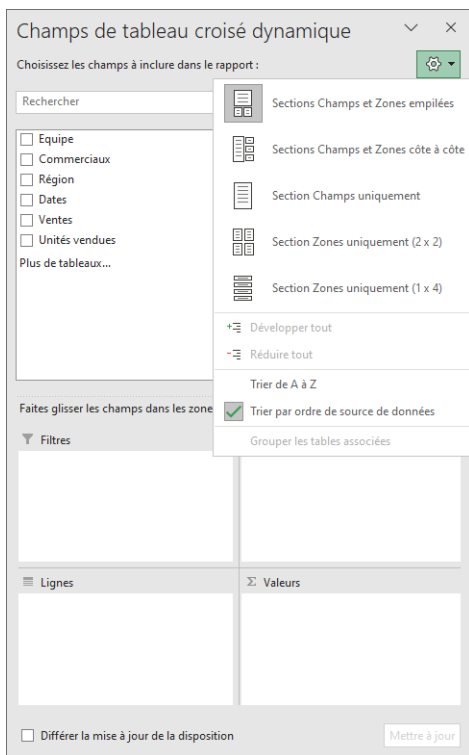 Champs de tableau croisé dynamique
Choisissez les champs à inclure dans le rapport :
Rechercher
Equipe
Commerciaux
Région
Dates
Ventes
Unités vendues
Plus de tableaux...
Sections Champs et Zones empilées
Sections Champs et Zones côte à côte
Section Champs uniquement
Section Zones uniquement (2 x 2)
Section Zones uniquement (1 x 4)
Développer tout
Réduire tout
Trier de A à Z
Trier par ordre de source de données
Grouper les tables associées
Faites glisser les champs dans les zone
Filtres
Lignes
Σ Valeurs
Différer la mise à jour de la disposition
Mettre à jour